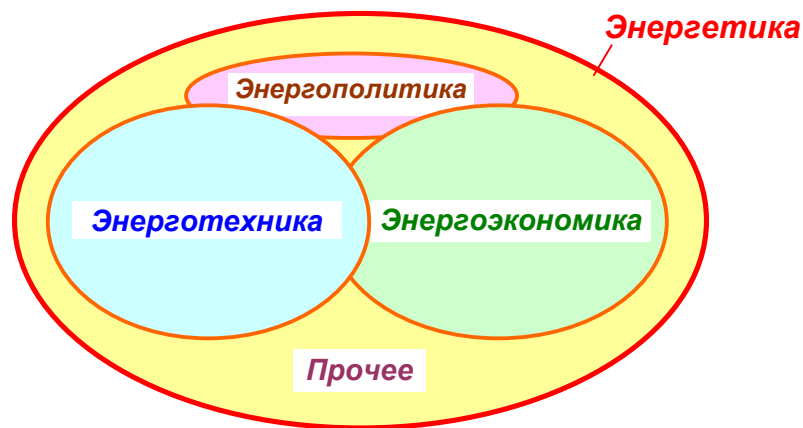 Энергетика
Энергополитика
Энерготехника
Энергоэкономика
Прочее